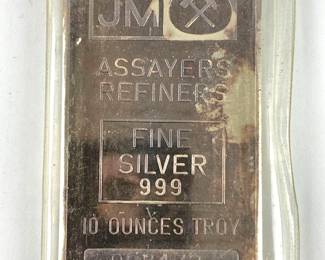 JM
ASSAYERS
REFINERS
FINE
SILVER
999
10 OUNCES TROY